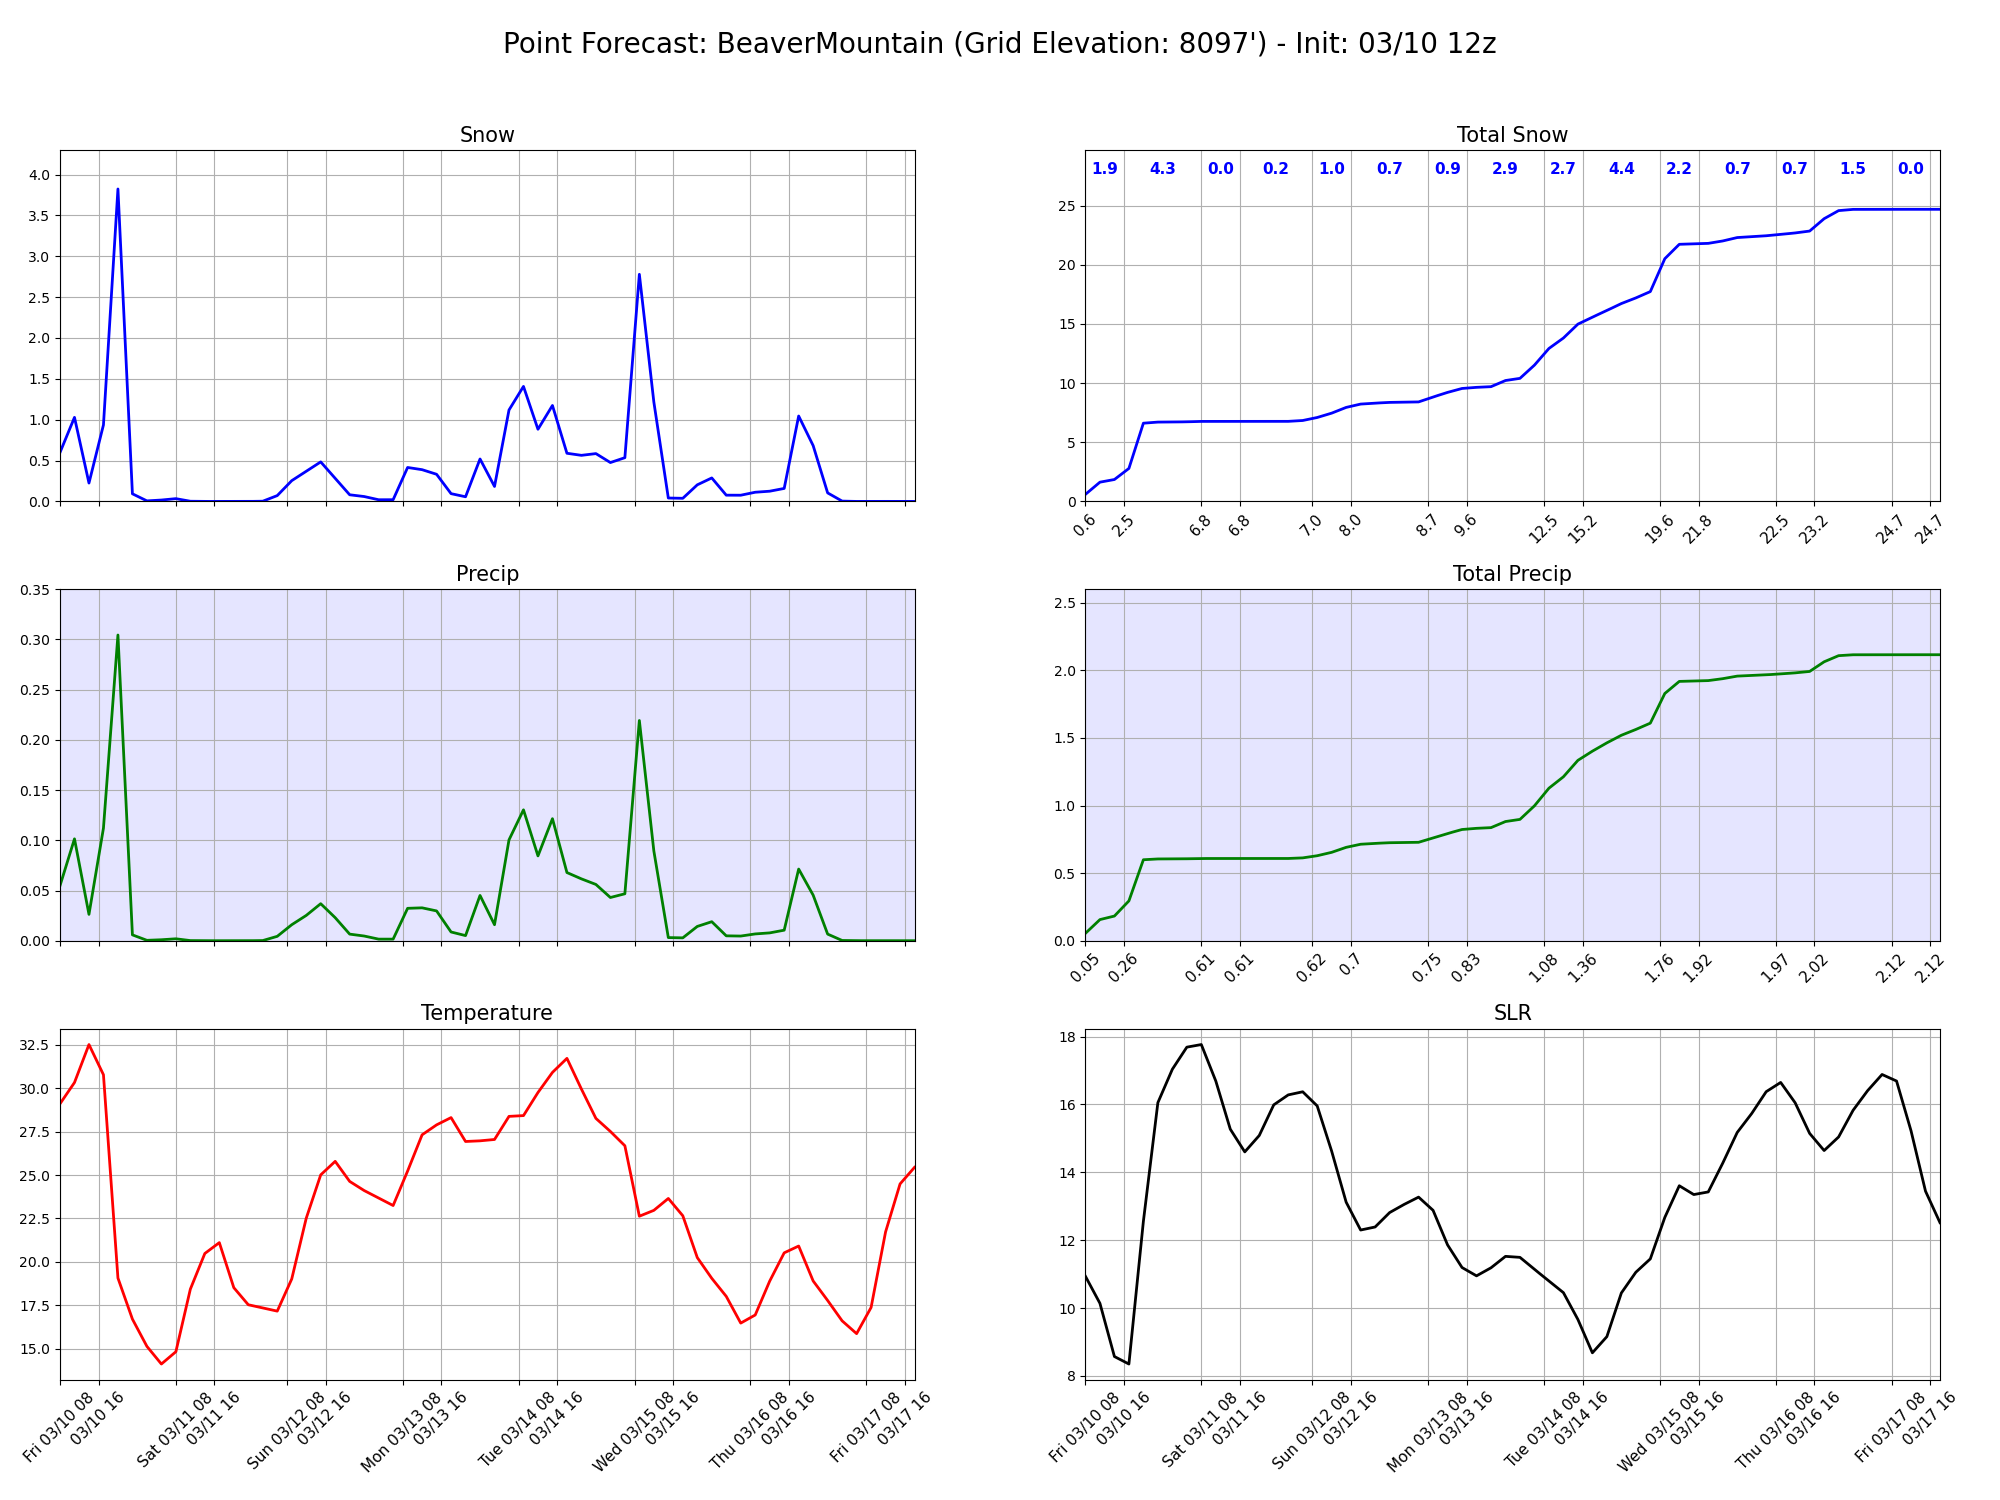 Point Forecast: BeaverMountain (Grid Elevation: 8097') - Init: 03/10 12z
Snow
4.0
3.5
3.0
2.5
2.0
1.5
1.0
0.5
0.0
Total Snow
1.9 4.3 0.0 0.2 1.0 0.7 0.9 2.9 2.7 4.4 2.2 0.7 0.7 1.5 0.0
25
20
15
10
5
0
0.6 2.5 6.8 6.8 7.0 8.0 8.7 9.6 12.5 15.2 19.6 21.8 22.5 23.2 24.7 24.7
Precip
0.35
0.30
0.25
0.20
0.15
0.10
0.05
0.00
Total Precip
2.5
2.0
1.5
1.0
0.5
0.0
0.05 0.26 0.61 0.61 0.62 0.7 0.75 0.83 1.08 1.36 1.76 1.92 1.97 2.02 2.12 2.12
Temperature
32.5
30.0
27.5
25.0
22.5
20.0
17.5
15.0
Fri 03/10 08
03/10 16
Sat 03/11 08
03/11 16
Sun 03/12 08
03/12 16
Mon 03/13 08
03/13 16
Tue 03/14 08
03/14 16
Wed 03/15 08
03/15 16
Thu 03/16 08
03/16 16
Fri 03/17 08
03/17 16
SLR
18
16
14
12
10
8
Fri 03/10 08
03/10 16
Sat 03/11 08
03/11 16
Sun 03/12 08
03/12 16
Mon 03/13 08
03/13 16
Tue 03/14 08
03/14 16
Wed 03/15 08
03/15 16
Thu 03/16 08
03/16 16
Fri 03/17 08
03/17 16